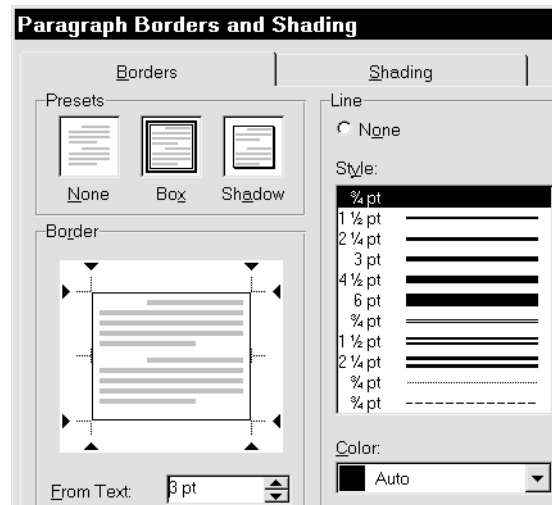 Paragraph Borders and Shading
Borders
Shading
Presets
None
Box
Shadow
Border
From Text:
3 pt
Line
None
Style:
¾ pt
1 ½ pt
2 ¼ pt
3 pt
4 ½ pt
6 pt
¾ pt
1 ½ pt
2 ¼ pt
¾ pt
¾ pt
Color:
Auto